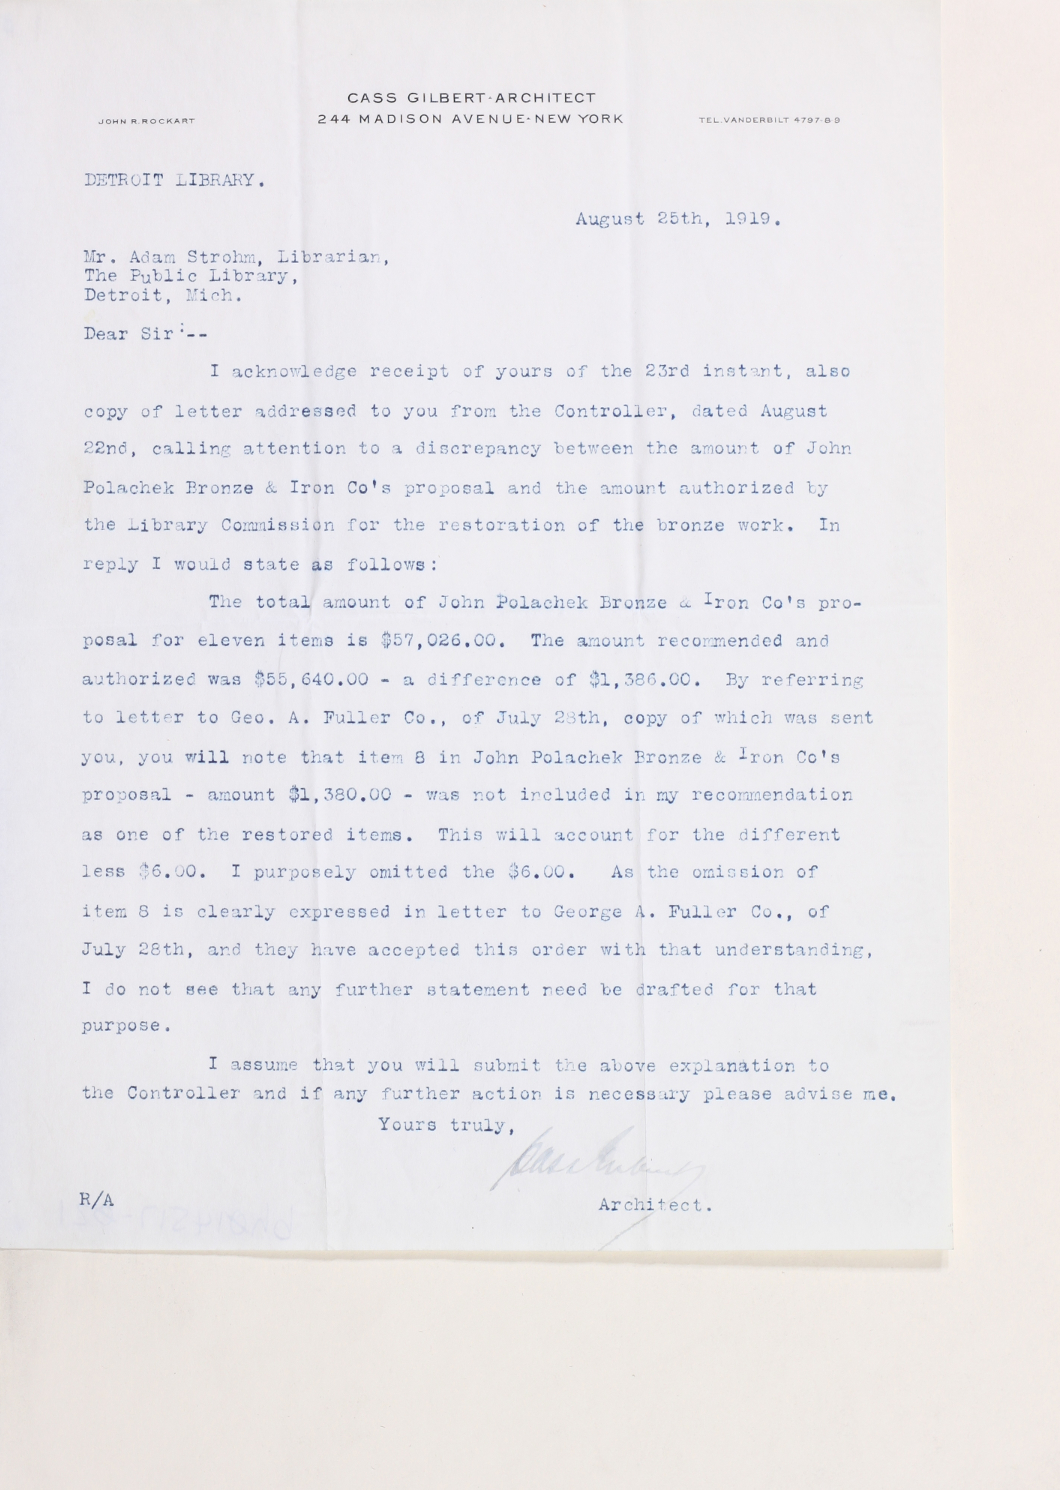 CASS GILBERT·ARCHITECT
JOHN R. ROCKART 244 MADISON AVENUE·NEW YORK TEL. VANDERBILT 4797-8-9
DETROIT LIBRARY.
August 25th, 1919.
Mr. Adam Strohm, Librarian,
The Public Library,
Detroit, Mich.
Dear Sir:--
I acknowledge receipt of yours of the 23rd instant, also
copy of letter addressed to you from the Controller, dated August
22nd, calling attention to a discrepancy between the amount of John
Polachek Bronze & Iron Co's proposal and the amount authorized by
the Library Commission for the restoration of the bronze work. In
reply I would state as follows:
The total amount of John Polachek Bronze & Iron Co's pro-
posal for eleven items is $57,026.00. The amount recommended and
authorized was $55,640.00 - a difference of $1,386.00. By referring
to letter to Geo. A. Fuller Co., of July 28th, copy of which was sent
you, you will note that item 8 in John Polachek Bronze & Iron Co's
proposal - amount $1,380.00 - was not included in my recommendation
as one of the restored items. This will account for the different
less $6.00. I purposely omitted the $6.00. As the omission of
item 8 is clearly expressed in letter to George A. Fuller Co., of
July 28th, and they have accepted this order with that understanding,
I do not see that any further statement need be drafted for that
purpose.
I assume that you will submit the above explanation to
the Controller and if any further action is necessary please advise me.
Yours truly,
Cass Gilbert
R/A Architect.